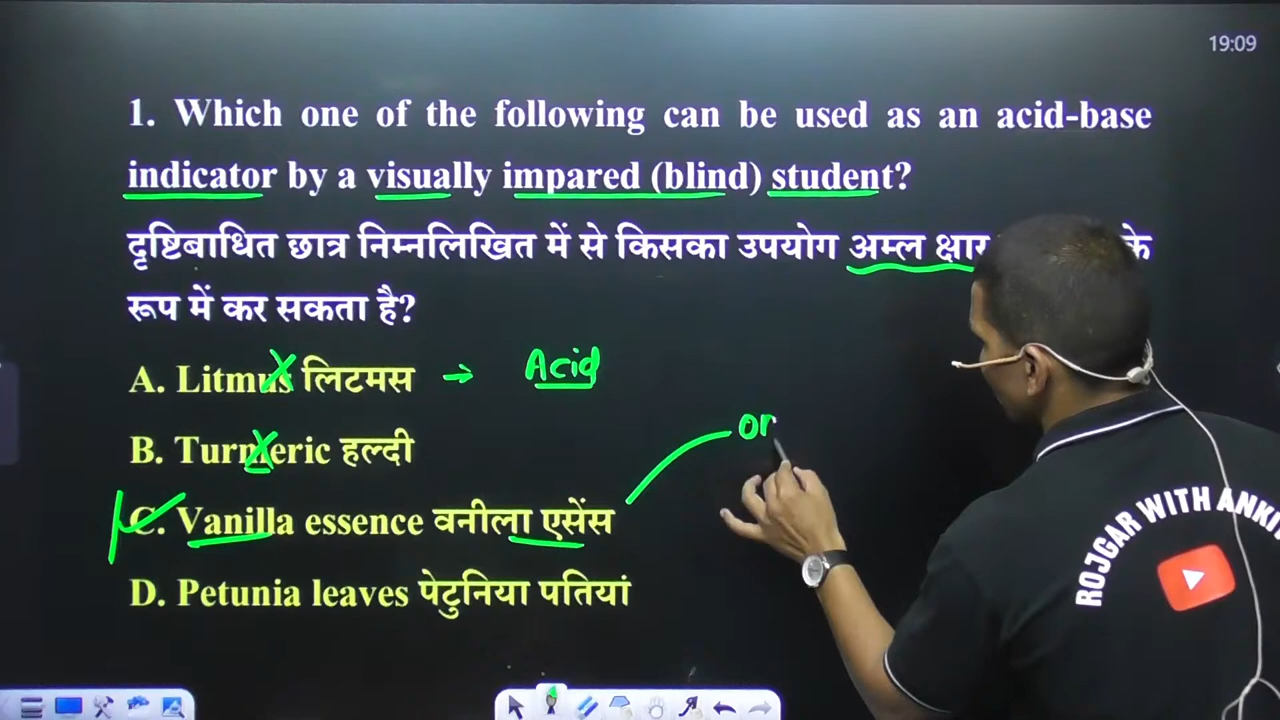 19:09
1. Which one of the following can be used as an acid-base
indicator by a visually impared (blind) student?
दृष्टिबाधित छात्र निम्नलिखित में से किसका उपयोग अम्ल क्षार के
रूप में कर सकता है?
A. Litmus लिटमस → Acid
B. Turmeric हल्दी
or
C. Vanilla essence वनीला एसेंस
D. Petunia leaves पेटुनिया पतियां
ROJGAR WITH ANKI